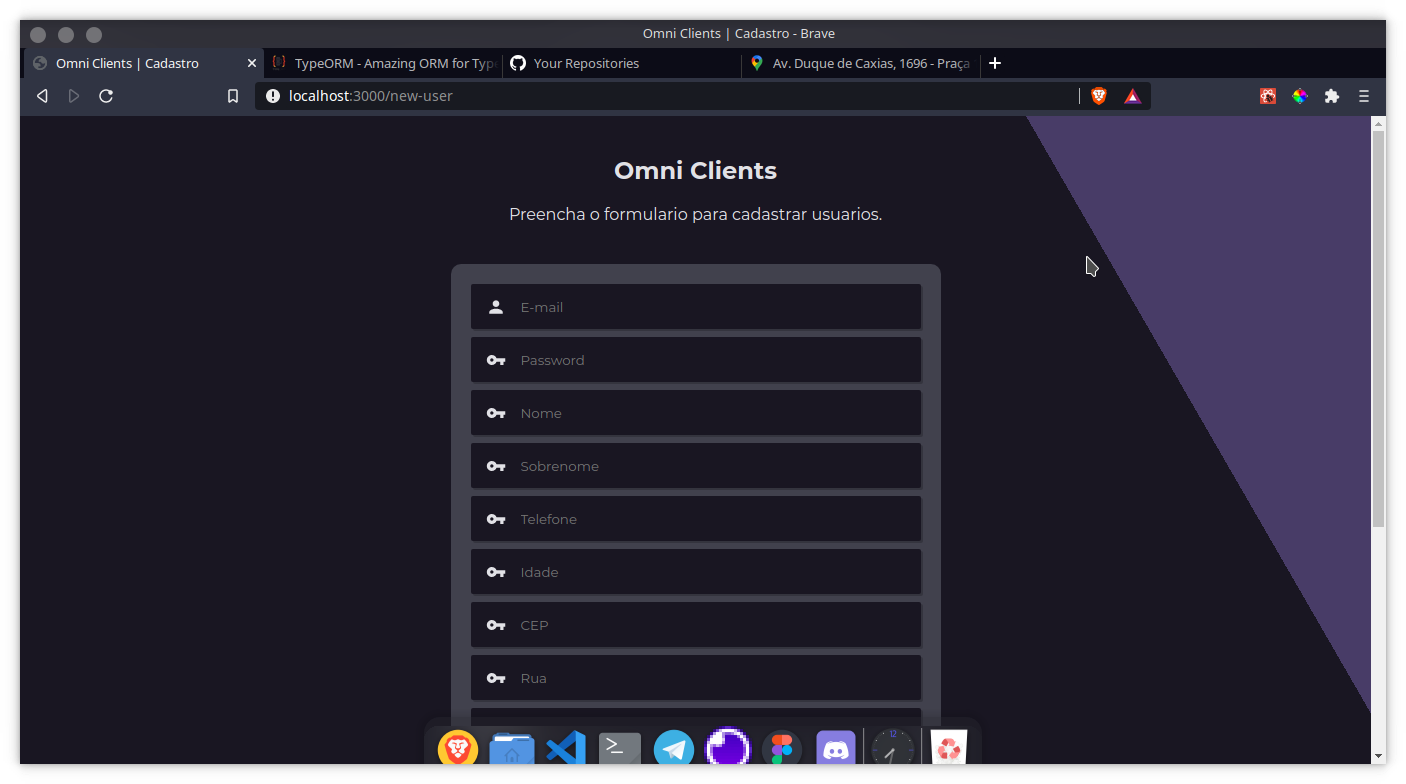 Omni Clients | Cadastro - Brave
Omni Clients | Cadastro
TypeORM - Amazing ORM for Type
Your Repositories
Av. Duque de Caxias, 1696 - Praça
localhost:3000/new-user
Omni Clients
Preencha o formulario para cadastrar usuarios.
E-mail
Password
Nome
Sobrenome
Telefone
Idade
CEP
Rua
12